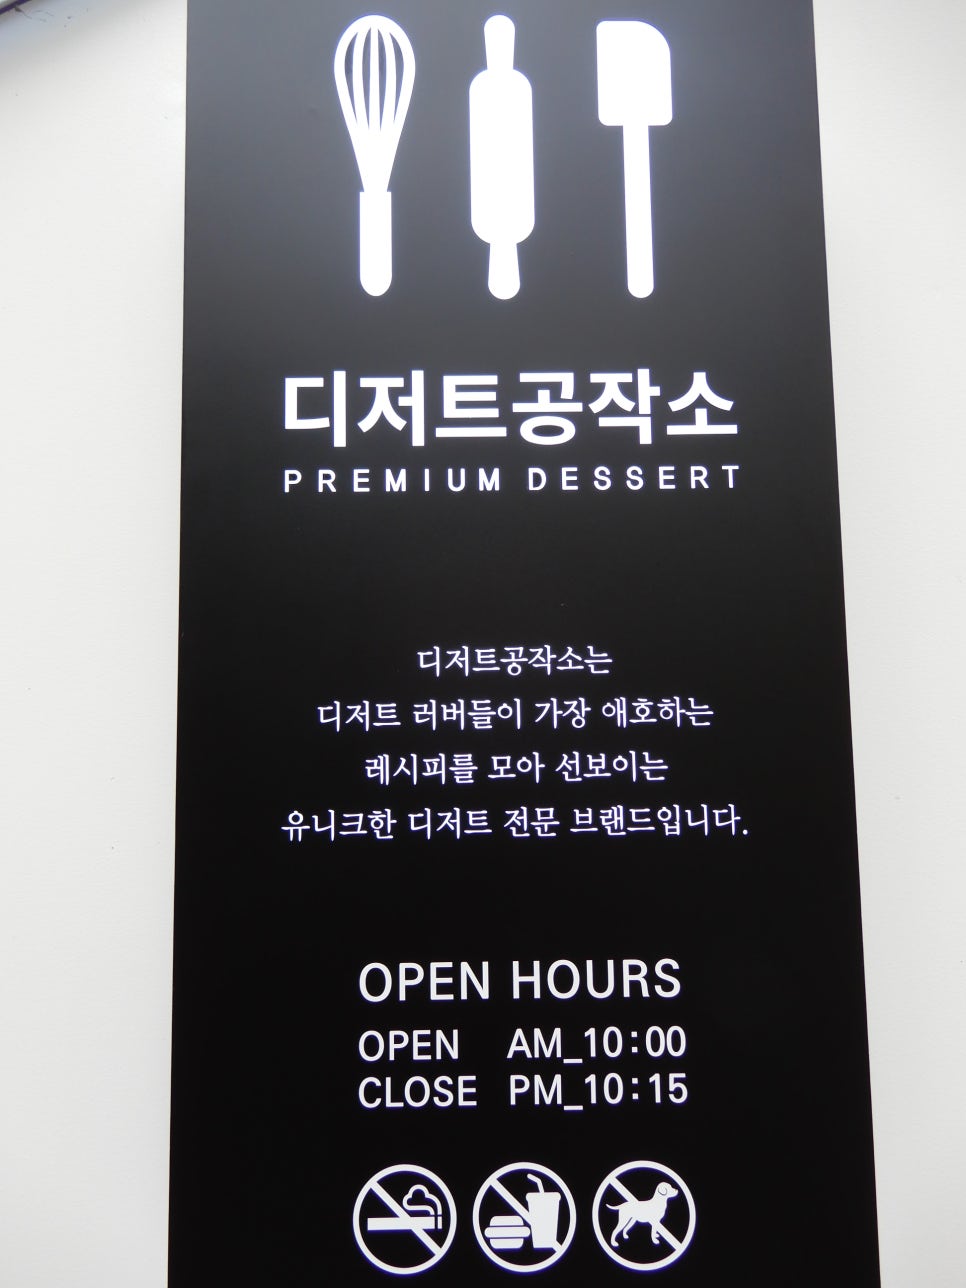 디저트공작소
PREMIUM DESSERT
디저트공작소는
디저트 러버들이 가장 애호하는
레시피를 모아 선보이는
유니크한 디저트 전문 브랜드입니다.
OPEN HOURS
OPEN AM_10:00
CLOSE PM_10:15